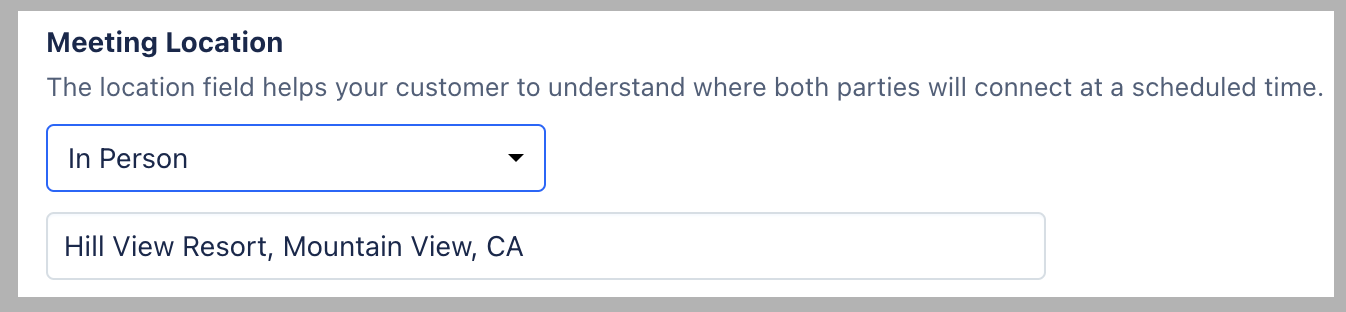 Meeting Location
The location field helps your customer to understand where both parties will connect at a scheduled time.
In Person
Hill View Resort, Mountain View, CA